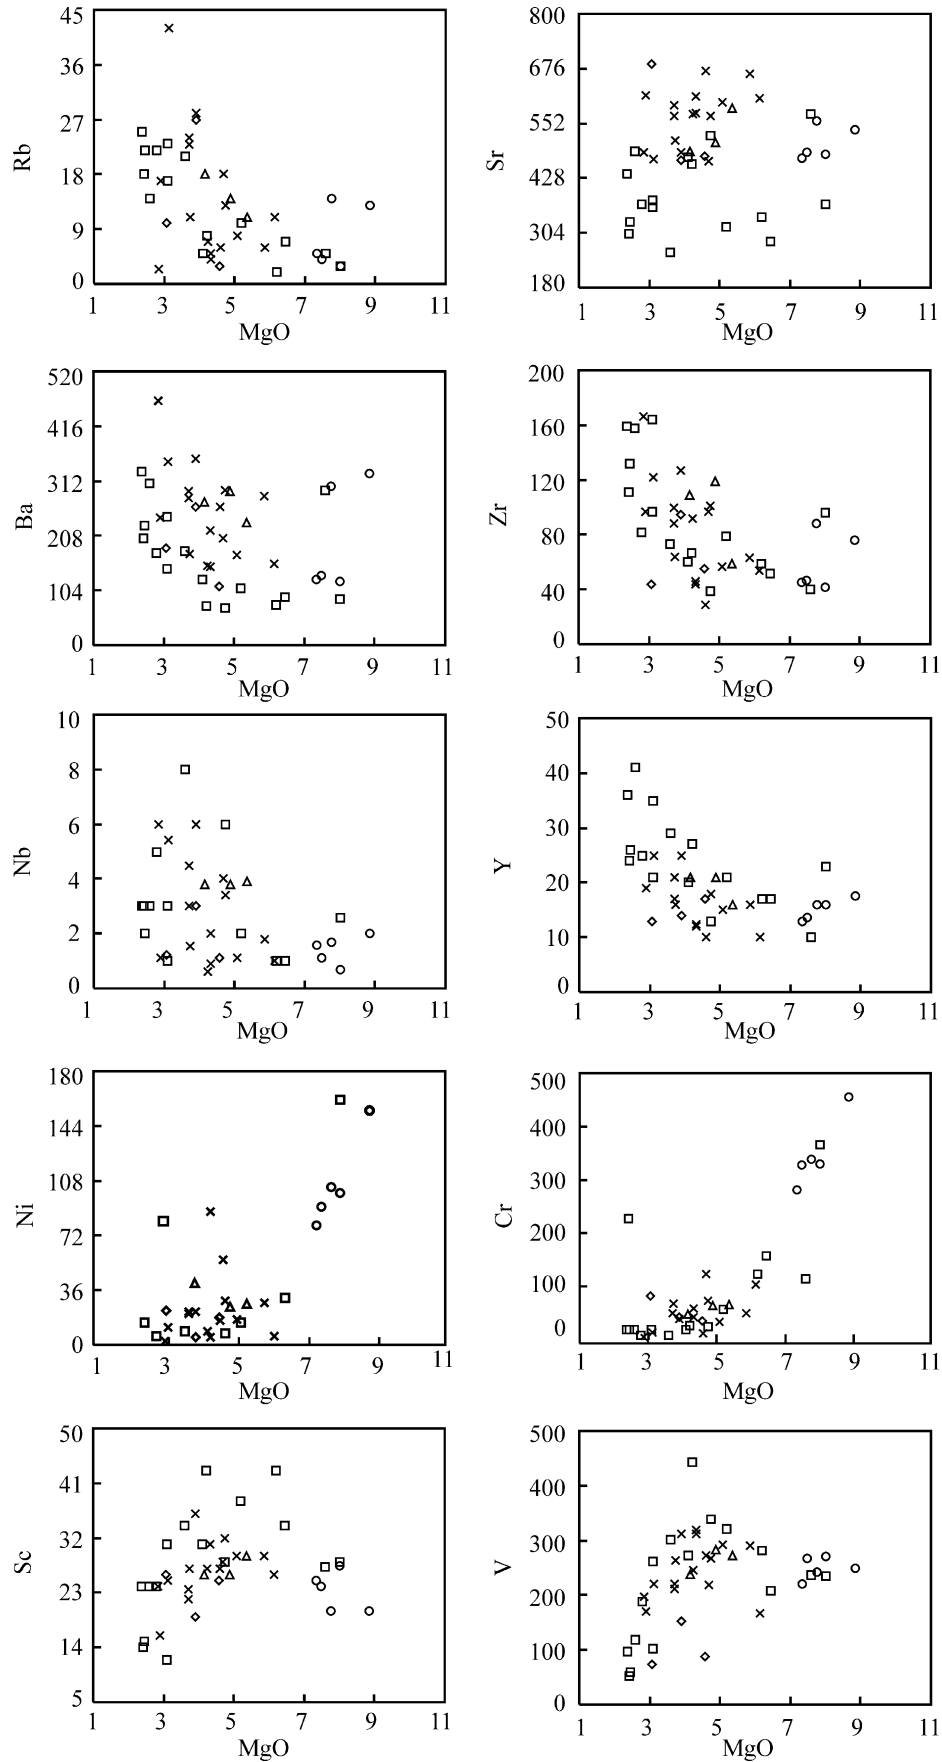 45
36
27
18
9
0
Rb
1 3 5 7 9 11
MgO
800
676
552
428
304
180
Sr
1 3 5 7 9 11
MgO
520
416
312
208
104
0
Ba
1 3 5 7 9 11
MgO
200
160
120
80
40
0
Zr
1 3 5 7 9 11
MgO
10
8
6
4
2
0
Nb
1 3 5 7 9 11
MgO
50
40
30
20
10
0
Y
1 3 5 7 9 11
MgO
180
144
108
72
36
0
Ni
1 3 5 7 9 11
MgO
500
400
300
200
100
0
Cr
1 3 5 7 9 11
MgO
50
41
32
23
14
5
Sc
1 3 5 7 9 11
MgO
500
400
300
200
100
0
V
1 3 5 7 9 11
MgO